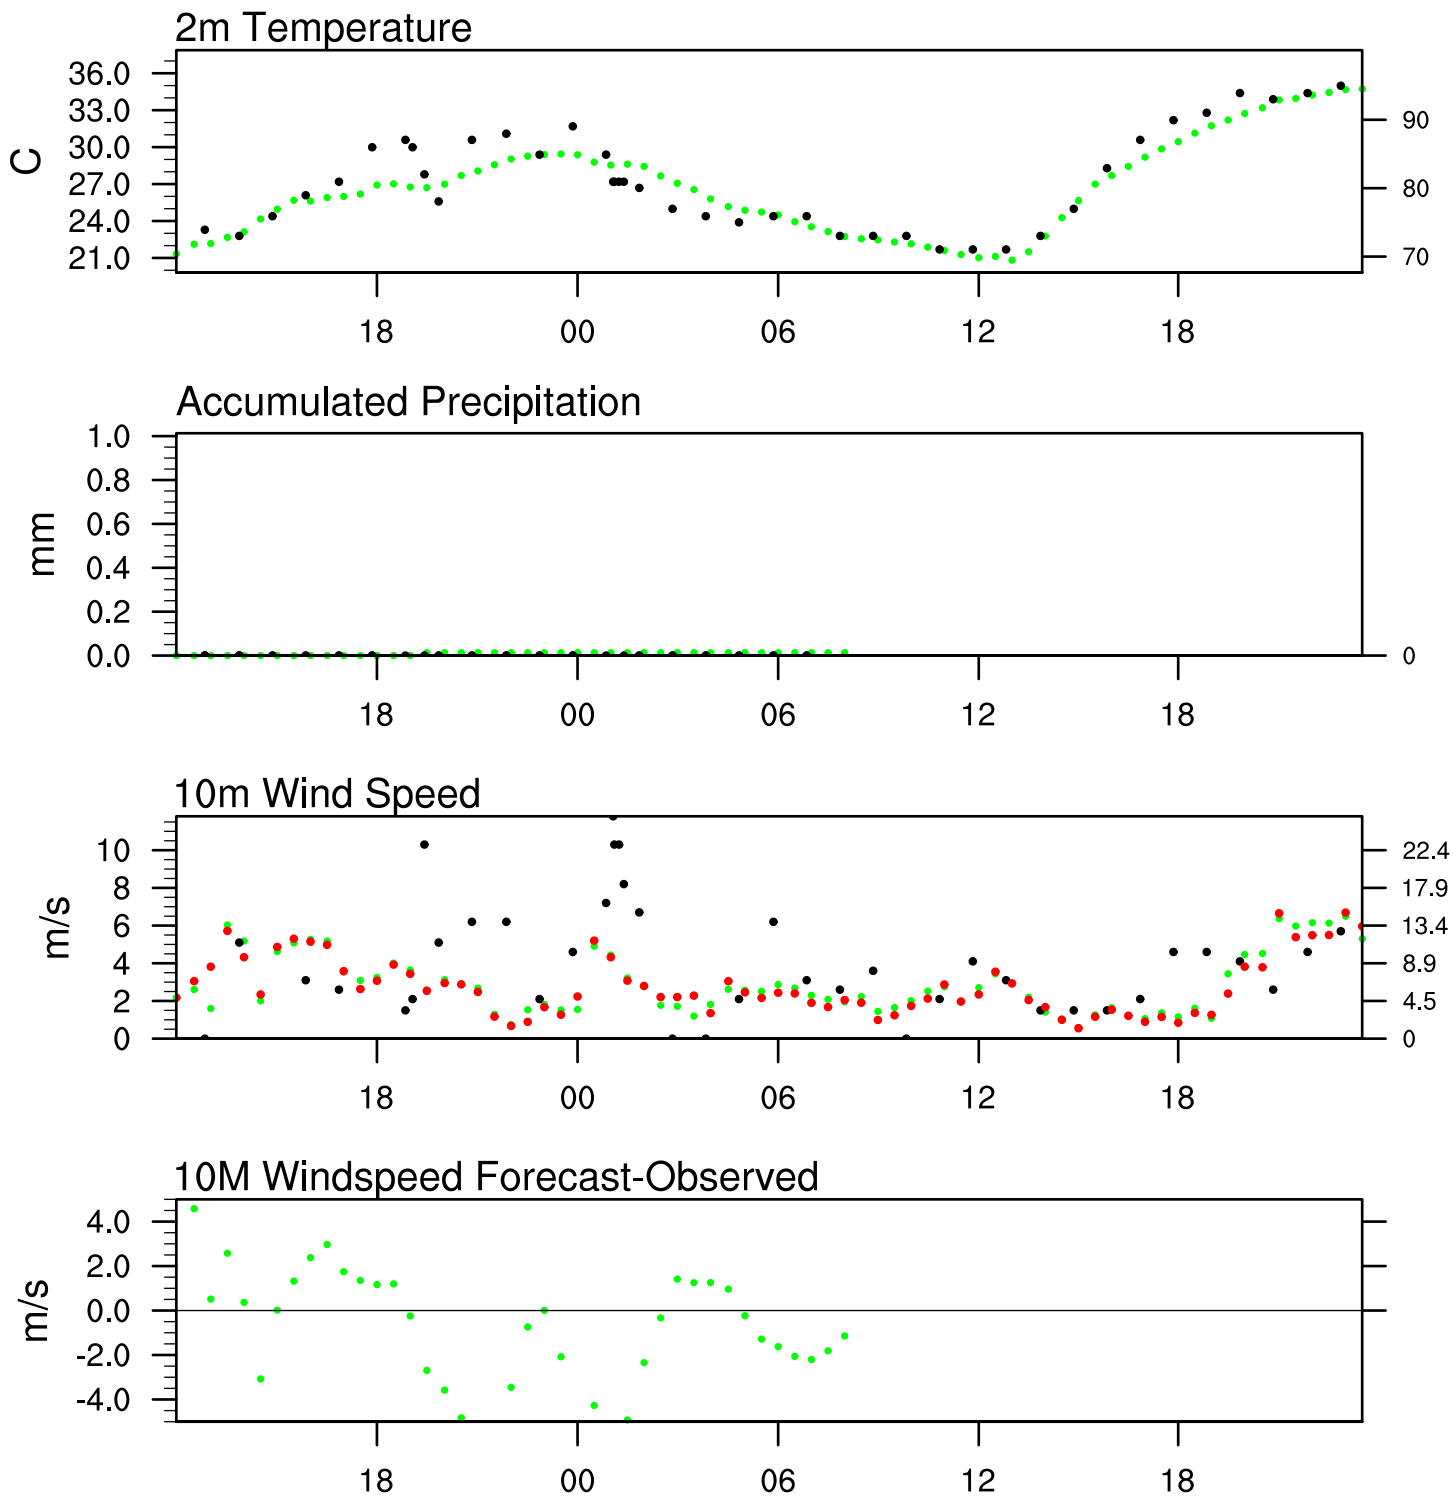 2m Temperature
36.0
33.0
30.0
27.0
24.0
21.0
C
90
80
70
18 00 06 12 18
Accumulated Precipitation
1.0
0.8
0.6
0.4
0.2
0.0
mm
0
18 00 06 12 18
10m Wind Speed
10
8
6
4
2
0
m/s
22.4
17.9
13.4
8.9
4.5
0
18 00 06 12 18
10M Windspeed Forecast-Observed
4.0
2.0
0.0
-2.0
-4.0
m/s
18 00 06 12 18